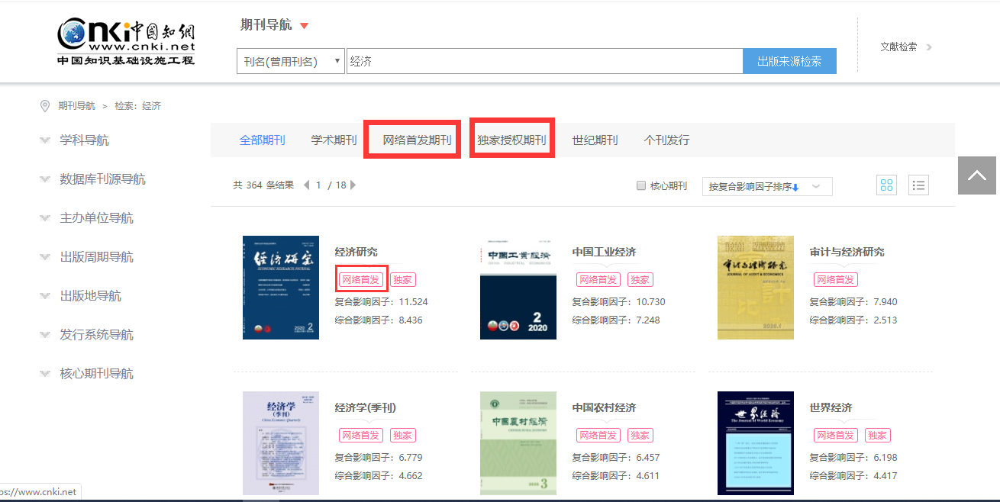 cnki中国知网
www.cnki.net
中国知识基础设施工程
期刊导航
刊名(曾用刊名) 经济 出版来源检索
文献检索
期刊导航 > 检索：经济
学科导航
数据库刊源导航
主办单位导航
出版周期导航
出版地导航
发行系统导航
核心期刊导航
全部期刊 学术期刊 网络首发期刊 独家授权期刊 世纪期刊 个刊发行
共 364 条结果 1 / 18 核心期刊 按复合影响因子排序
经济研究
ECONOMIC RESEARCH JOURNAL
2020 2
经济研究
网络首发 独家
复合影响因子：11.524
综合影响因子：8.436
中国工业经济
2
2020
中国工业经济
网络首发 独家
复合影响因子：10.730
综合影响因子：7.248
审计与经济研究
JOURNAL OF AUDIT & ECONOMICS
2020.1
审计与经济研究
网络首发
复合影响因子：7.940
综合影响因子：2.513
经济学
(季刊)
China Economic Quarterly
经济学(季刊)
网络首发 独家
复合影响因子：6.779
综合影响因子：4.662
中国农村经济
CHINESE RURAL ECONOMY
2020 3
中国农村经济
网络首发 独家
复合影响因子：6.457
综合影响因子：4.611
世界经济
The Journal of World Economy
世界经济
网络首发 独家
复合影响因子：6.198
综合影响因子：4.417
ps://www.cnki.net